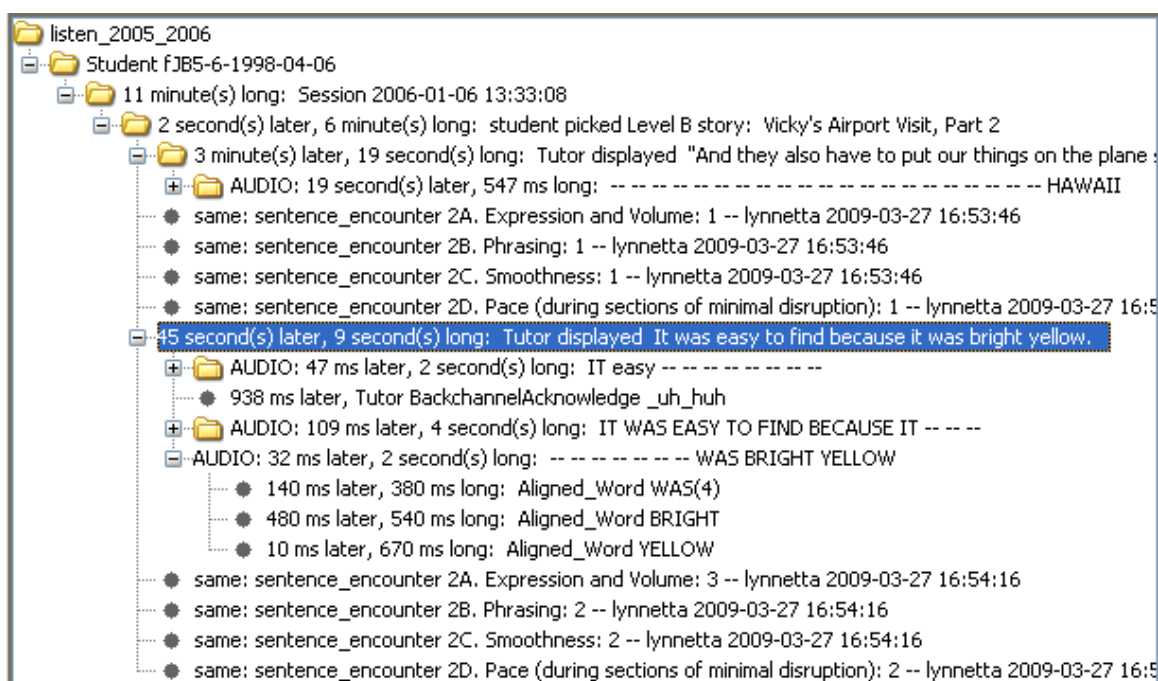 listen_2005_2006
Student fJB5-6-1998-04-06
11 minute(s) long: Session 2006-01-06 13:33:08
2 second(s) later, 6 minute(s) long: student picked Level B story: Vicky's Airport Visit, Part 2
3 minute(s) later, 19 second(s) long: Tutor displayed "And they also have to put our things on the plane
AUDIO: 19 second(s) later, 547 ms long: -- -- -- -- -- -- -- -- -- -- -- -- -- -- -- -- -- -- -- -- HAWAII
same: sentence_encounter 2A. Expression and Volume: 1 -- lynnetta 2009-03-27 16:53:46
same: sentence_encounter 2B. Phrasing: 1 -- lynnetta 2009-03-27 16:53:46
same: sentence_encounter 2C. Smoothness: 1 -- lynnetta 2009-03-27 16:53:46
same: sentence_encounter 2D. Pace (during sections of minimal disruption): 1 -- lynnetta 2009-03-27 16:5
45 second(s) later, 9 second(s) long: Tutor displayed It was easy to find because it was bright yellow.
AUDIO: 47 ms later, 2 second(s) long: IT easy -- -- -- -- -- -- -- --
938 ms later, Tutor BackchannelAcknowledge _uh_huh
AUDIO: 109 ms later, 4 second(s) long: IT WAS EASY TO FIND BECAUSE IT -- -- --
AUDIO: 32 ms later, 2 second(s) long: -- -- -- -- -- -- -- WAS BRIGHT YELLOW
140 ms later, 380 ms long: Aligned_Word WAS(4)
480 ms later, 540 ms long: Aligned_Word BRIGHT
10 ms later, 670 ms long: Aligned_Word YELLOW
same: sentence_encounter 2A. Expression and Volume: 3 -- lynnetta 2009-03-27 16:54:16
same: sentence_encounter 2B. Phrasing: 2 -- lynnetta 2009-03-27 16:54:16
same: sentence_encounter 2C. Smoothness: 2 -- lynnetta 2009-03-27 16:54:16
same: sentence_encounter 2D. Pace (during sections of minimal disruption): 2 -- lynnetta 2009-03-27 16:5